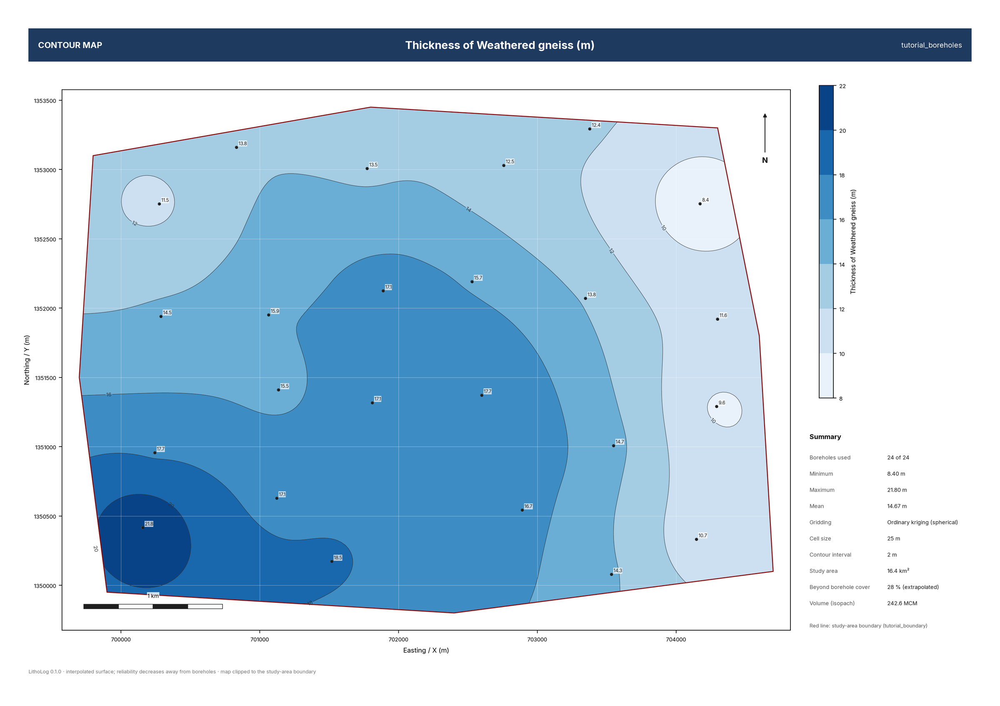 CONTOUR MAP
Thickness of Weathered gneiss (m)
tutorial_boreholes
1353500
1353000
1352500
1352000
1351500
1351000
1350500
1350000
Northing / Y (m)
700000
701000
702000
703000
704000
Easting / X (m)
12.4
13.8
13.5
12.5
11.5
8.4
14
12
10
12
15.7
17.1
13.8
14.5
15.9
11.6
15.5
17.7
16
17.1
9.6
10
14.7
17.7
17.1
16.7
20
21.8
10.7
20
18.5
14.3
18
1 km
N
22
20
18
16
14
12
10
8
Thickness of Weathered gneiss (m)
Summary
Boreholes used 24 of 24
Minimum 8.40 m
Maximum 21.80 m
Mean 14.67 m
Gridding Ordinary kriging (spherical)
Cell size 25 m
Contour interval 2 m
Study area 16.4 km²
Beyond borehole cover 28 % (extrapolated)
Volume (isopach) 242.6 MCM
Red line: study-area boundary (tutorial_boundary)
LithoLog 0.1.0 · interpolated surface; reliability decreases away from boreholes · map clipped to the study-area boundary